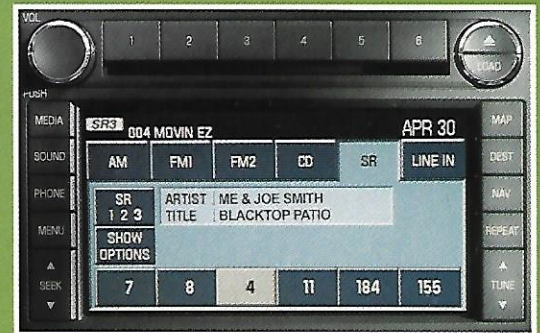 VOL
1 2 3 4 5 6
LOAD
PUSH
MEDIA
MAP
SR3 004 MOVIN EZ APR 30
SOUND
AM FM1 FM2 CD SR LINE IN
DEST
PHONE
SR
1 2 3
ARTIST ME & JOE SMITH
TITLE BLACKTOP PATIO
NAV
MENU
SHOW
OPTIONS
REPEAT
SEEK
7 8 4 11 184 155
TUNE